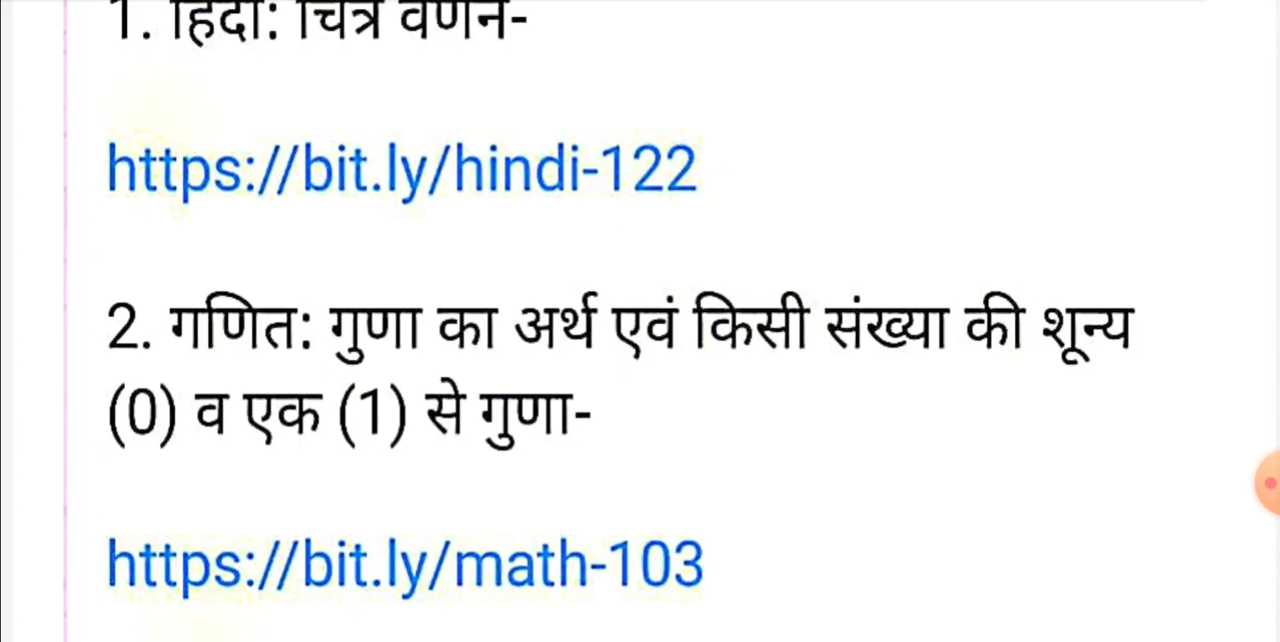 1. हिंदी: चित्र वर्णन-
https://bit.ly/hindi-122
2. गणित: गुणा का अर्थ एवं किसी संख्या की शून्य
(0) व एक (1) से गुणा-
https://bit.ly/math-103